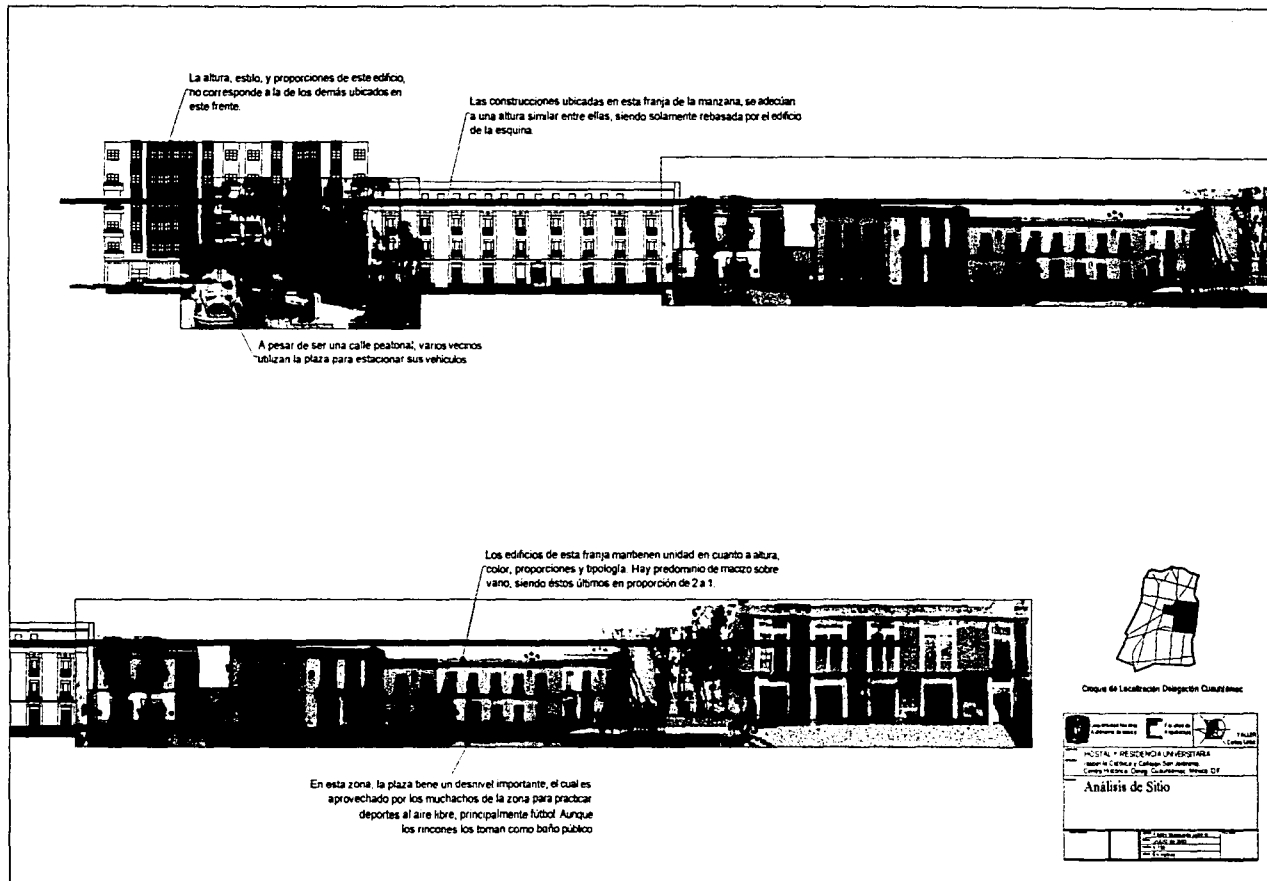 La altura, estilo, y proporciones de este edificio,
no corresponde a la de los demás ubicados en
este frente.
Las construcciones ubicadas en esta franja de la manzana, se adecúan
a una altura similar entre ellas, siendo solamente rebasada por el edificio
de la esquina.
A pesar de ser una calle peatonal, varios vecinos
utilizan la plaza para estacionar sus vehículos
Los edificios de esta franja mantienen unidad en cuanto a altura,
color, proporciones y tipología. Hay predominio de macizo sobre
vano, siendo éstos últimos en proporción de 2 a 1.
En esta zona, la plaza tiene un desnivel importante, el cual es
aprovechado por los muchachos de la zona para practicar
deportes al aire libre, principalmente fútbol. Aunque
los rincones los toman como baño público
Croquis de Localización Delegación Cuauhtémoc
TALLER
HOSTAL Y RESIDENCIA UNIVERSITARIA
Análisis de Sitio